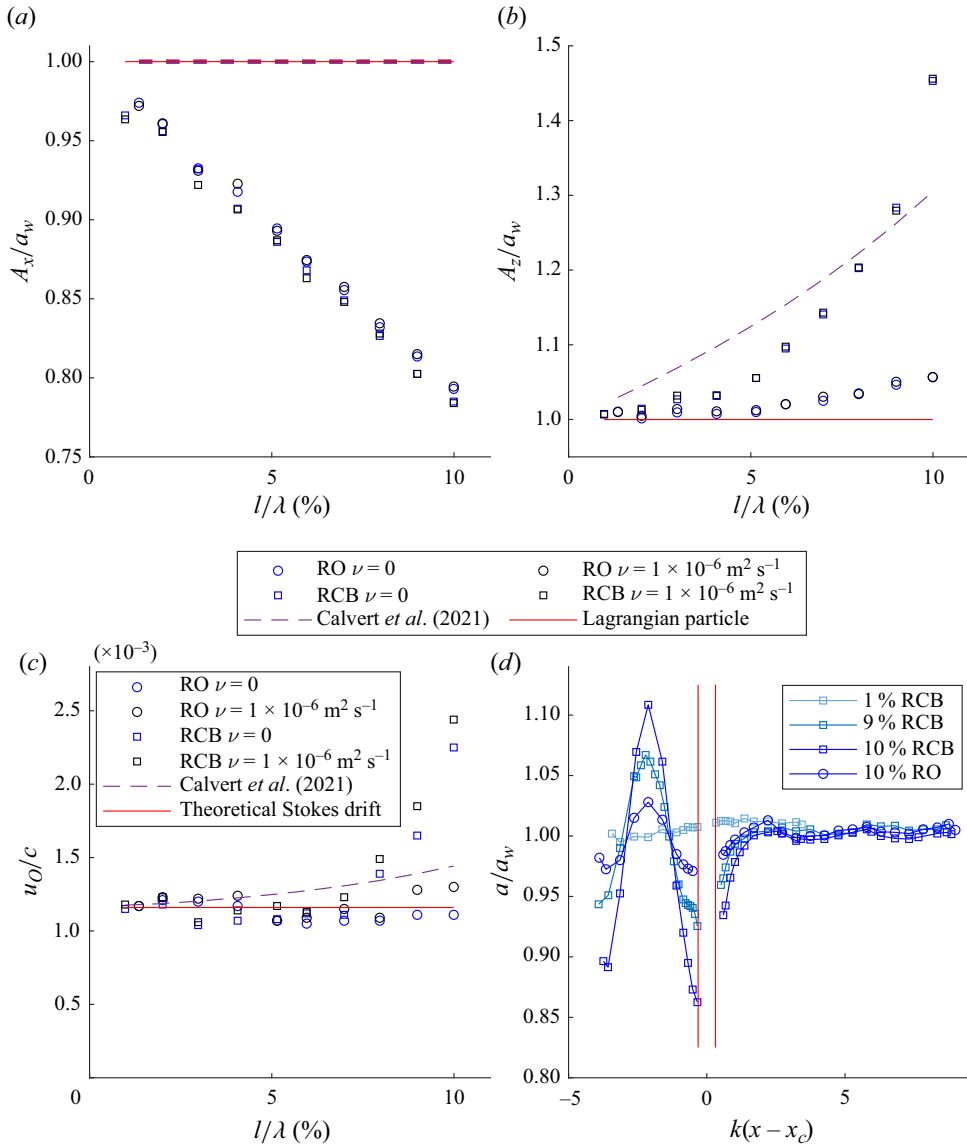 (a)
1.00
0.95
0.90
0.85
0.80
0.75
A_x/a_w
0
5
10
l/λ (%)
(b)
1.5
1.4
1.3
1.2
1.1
1.0
A_z/a_w
0
5
10
l/λ (%)
RO ν = 0
RO ν = 1 × 10⁻⁶ m² s⁻¹
RCB ν = 0
RCB ν = 1 × 10⁻⁶ m² s⁻¹
Calvert et al. (2021)
Lagrangian particle
(c)
(×10⁻³)
RO ν = 0
RO ν = 1 × 10⁻⁶ m² s⁻¹
RCB ν = 0
RCB ν = 1 × 10⁻⁶ m² s⁻¹
Calvert et al. (2021)
Theoretical Stokes drift
2.5
2.0
1.5
1.0
0.5
u_O/c
0
5
10
l/λ (%)
(d)
1 % RCB
9 % RCB
10 % RCB
10 % RO
1.10
1.05
1.00
0.95
0.90
0.85
0.80
a/a_w
−5
0
5
k(x – x_c)